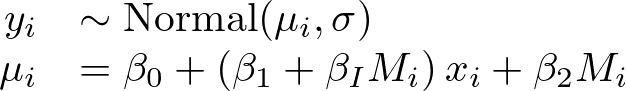 yᵢ ∼ Normal(μᵢ, σ)
μᵢ = β₀ + (β₁ + β_I Mᵢ) xᵢ + β₂Mᵢ